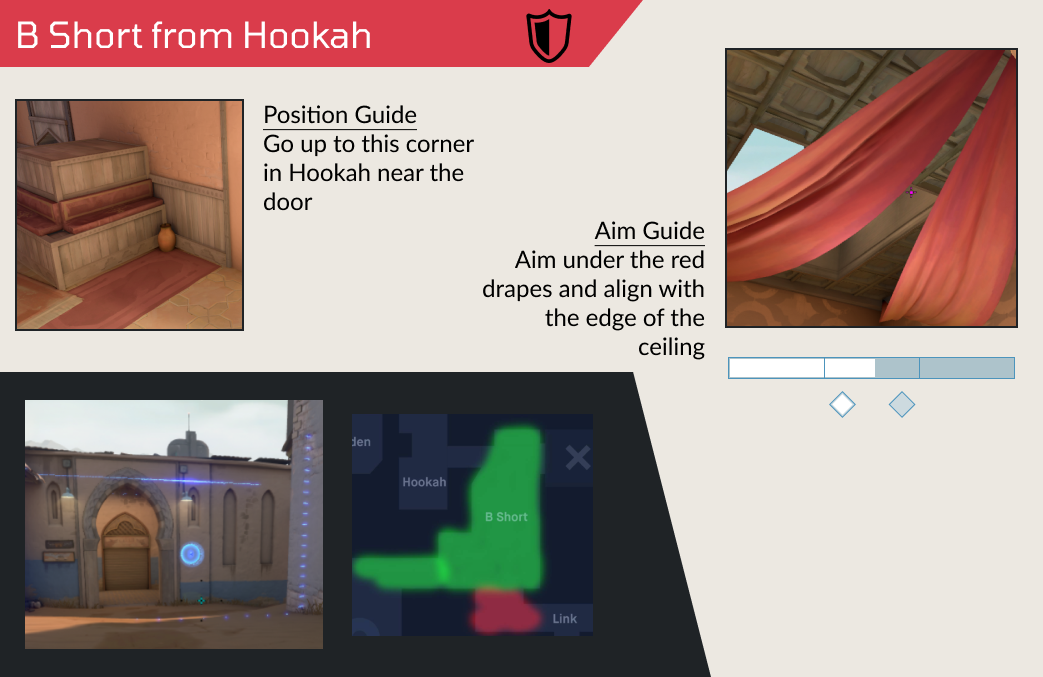 B Short from Hookah
Position Guide
Go up to this corner
in Hookah near the
door
Aim Guide
Aim under the red
drapes and align with
the edge of the
ceiling
den
Hookah
B Short
Link